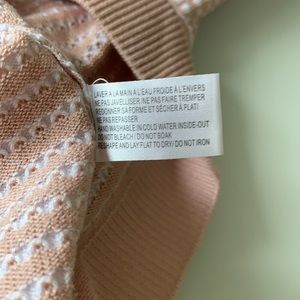 LAVER A LA MAIN À L'EAU FROIDE À L'ENVERS
NE PAS JAVELLISER /NE PAS FAIRE TREMPER
REDONNER SA FORME ET SÉCHER À PLAT/
NE PAS REPASSER
HAND WASHABLE IN COLD WATER INSIDE-OUT
DO NOT BLEACH / DO NOT SOAK
RESHAPE AND LAY FLAT TO DRY / DO NOT IRON